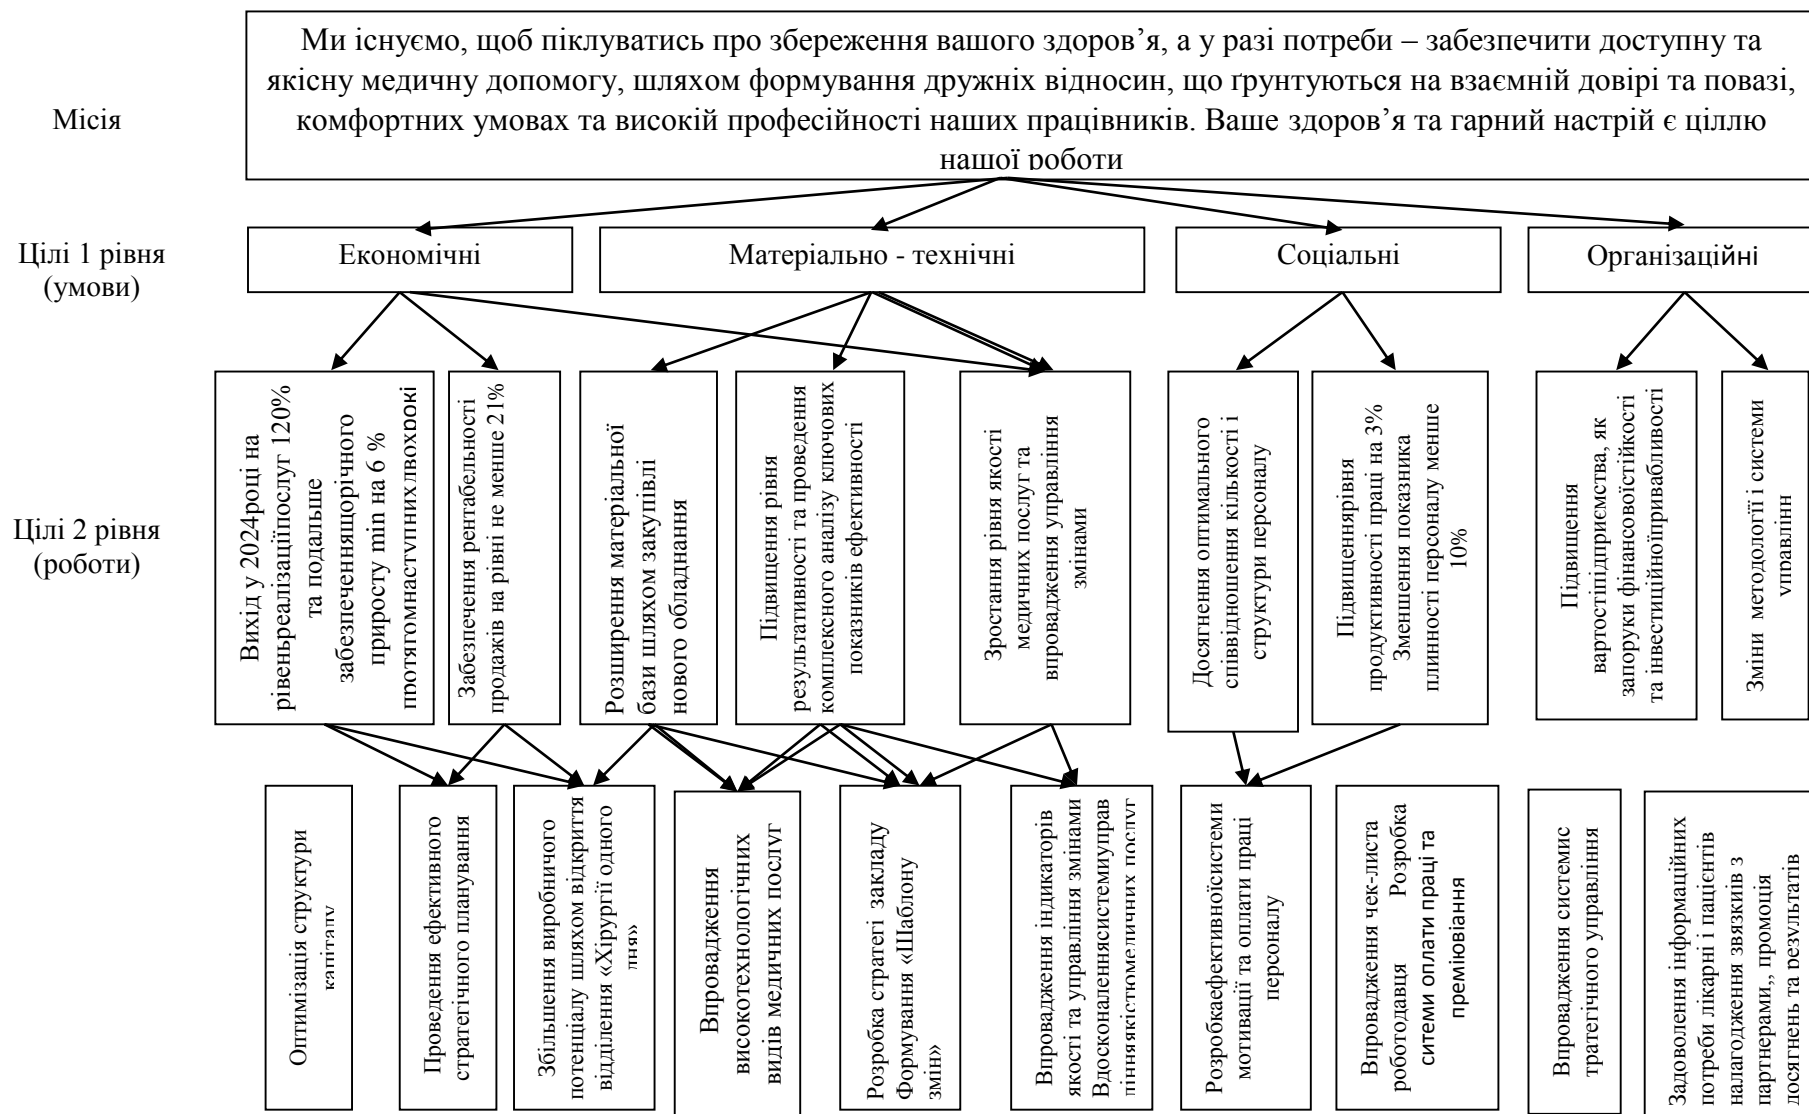 Ми існуємо, щоб піклуватись про збереження вашого здоров’я, а у разі потреби – забезпечити доступну та
якісну медичну допомогу, шляхом формування дружніх відносин, що ґрунтуються на взаємній довірі та повазі,
комфортних умовах та високій професійності наших працівників. Ваше здоров’я та гарний настрій є ціллю
нашої роботи
Місія
Цілі 1 рівня
(умови)
Економічні
Матеріально - технічні
Соціальні
Організаційні
Цілі 2 рівня
(роботи)
Вихід у 2024році на
рівеньреалізаціїпослуг 120%
та подальше
забезпеченнящорічного
приросту min на 6 %
протягомнаступнихдвохрокі
Забезпечення рентабельності
продажів на рівні не менше 21%
Розширення матеріальної
бази шляхом закупівлі
нового обладнання
Підвищення рівня
результативності та проведення
комплексного аналізу ключових
показників ефективності
Зростання рівня якості
медичних послуг та
впровадження управління
змінами
Досягнення оптимального
співвідношення кількості і
структури персоналу
Підвищеннярівня
продуктивності праці на 3%
Зменшення показника
плинності персоналу менше
10%
Підвищення
вартостіпідприємства, як
запоруки фінансовоїстійкості
та інвестиційноїпривабливості
Зміни методології і системи
управлінн
Оптимізація структури
капіталу
Проведення ефективного
стратегічного планування
Збільшення виробничого
потенціалу шляхом відкриття
відділення «Хірургії одного
дня»
Впровадження
високотехнологічних
видів медичних послуг
Розробка стратегі закладу
Формування «Шаблону
змін»
Впровадження індикаторів
якості та управління змінами
Вдосконаленнясистемиуправ
лінняякістюмедичних послуг
Розробкаефективноїсистеми
мотивації та оплати праці
персоналу
Впровадження чек-листа
роботодавця Розробка
ситеми оплати праці та
преміювіання
Впровадження системис
тратегічного управління
Задоволення інформаційних
потреби лікарні і пацієнтів
налагодження звязків з
партнерами,, промоція
досягнень та результатів